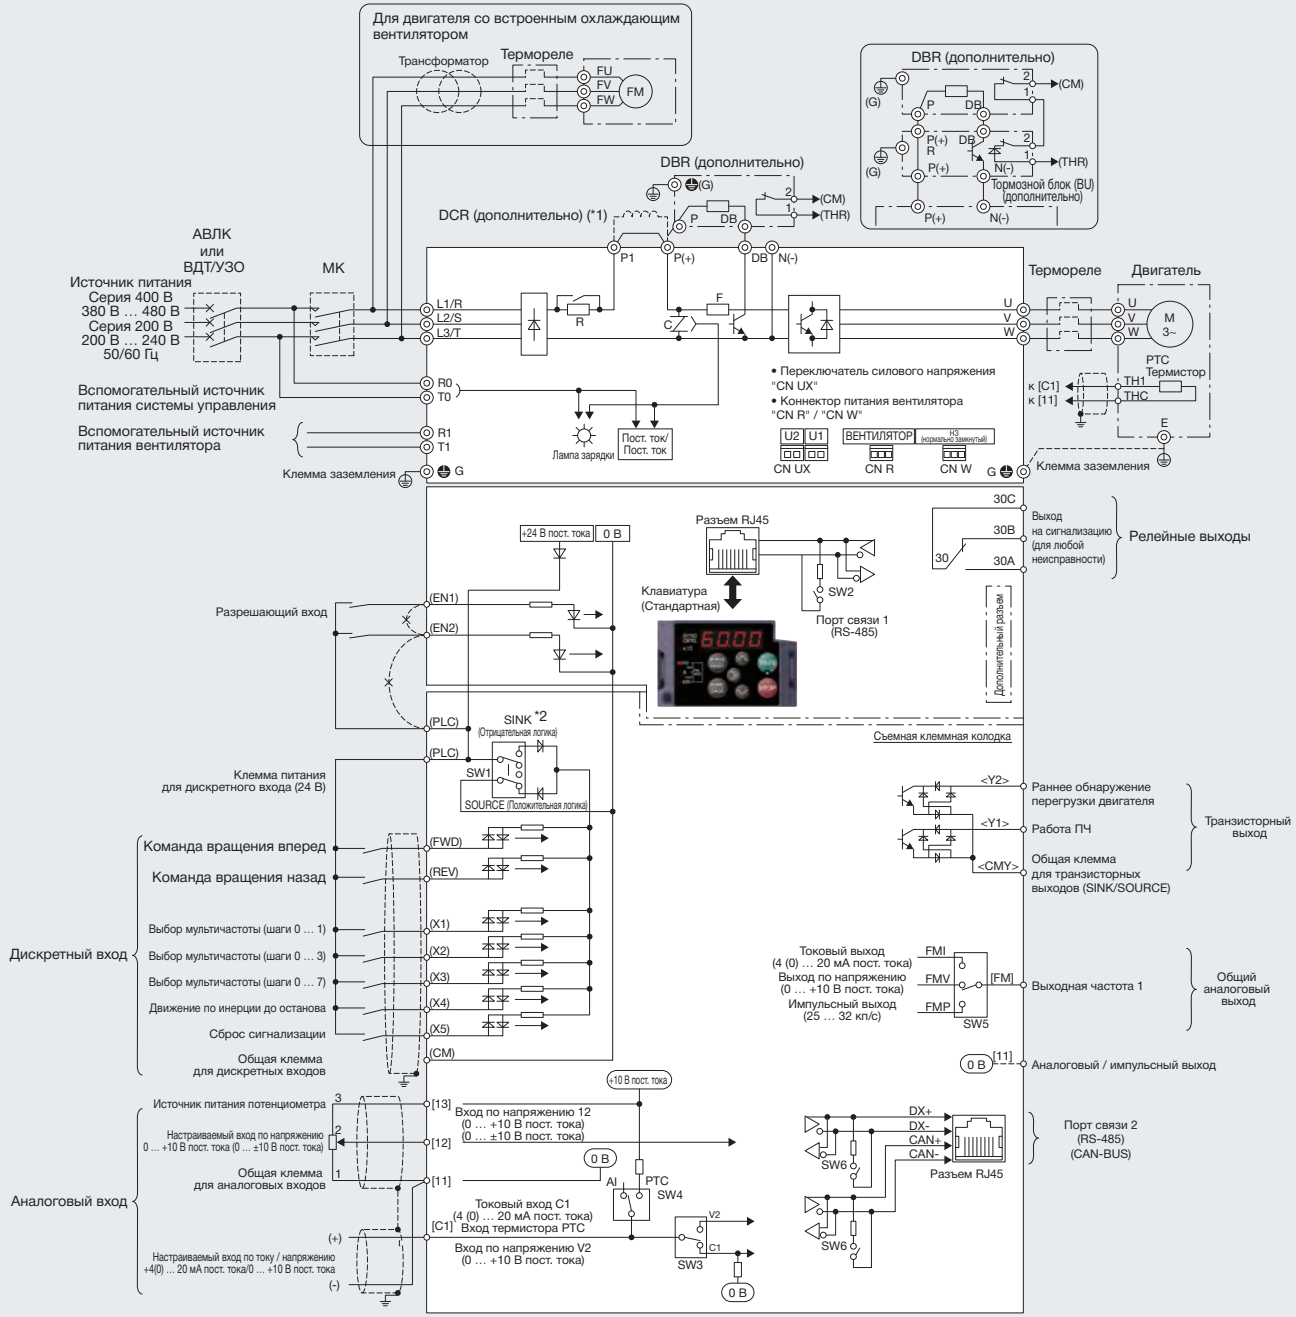 Для двигателя со встроенным охлаждающим
вентилятором
Трансформатор
Термореле
FU
FV
FW
FM
DBR (дополнительно)
(G)
P
DB
2
1
(CM)
P(+)
R
DB
2
1
(THR)
(G)
P(+)
N(-)
Тормозной блок (BU)
(дополнительно)
P(+)
N(-)
DBR (дополнительно)
(G)
2
1
(CM)
(THR)
P
DB
DCR (дополнительно) (*1)
P1
P(+)
DB
N(-)
АВЛК
или
ВДТ/УЗО
МК
Источник питания
Серия 400 В
380 В ... 480 В
Серия 200 В
200 В ... 240 В
50/60 Гц
L1/R
L2/S
L3/T
R
C
F
U
V
W
Термореле
Двигатель
U
V
W
M
3~
PTC
Термистор
TH1
THC
к [C1]
к [11]
E
Вспомогательный источник
питания системы управления
R0
T0
Вспомогательный источник
питания вентилятора
R1
T1
Клемма заземления
G
Лампа зарядки
Пост. ток/
Пост. ток
• Переключатель силового напряжения
"CN UX"
• Коннектор питания вентилятора
"CN R" / "CN W"
U2
U1
ВЕНТИЛЯТОР
НЗ
(нормально замкнутый)
CN UX
CN R
CN W
G
Клемма заземления
+24 В пост. тока
0 В
Разъем RJ45
Клавиатура
(Стандартная)
SW2
Порт связи 1
(RS-485)
60.00
STOP
30C
30B
30
30A
Выход
на сигнализацию
(для любой
неисправности)
Релейные выходы
Дополнительный разъем
Разрешающий вход
(EN1)
(EN2)
(PLC)
(PLC)
SINK *2
(Отрицательная логика)
SW1
SOURCE (Положительная логика)
Съемная клеммная колодка
Клемма питания
для дискретного входа (24 В)
Дискретный вход
Команда вращения вперед
(FWD)
Команда вращения назад
(REV)
Выбор мультичастоты (шаги 0 ... 1)
(X1)
Выбор мультичастоты (шаги 0 ... 3)
(X2)
Выбор мультичастоты (шаги 0 ... 7)
(X3)
Движение по инерции до останова
(X4)
Сброс сигнализации
(X5)
Общая клемма
для дискретных входов
(CM)
<Y2>
Раннее обнаружение
перегрузки двигателя
<Y1>
Работа ПЧ
<CMY>
Общая клемма
для транзисторных
выходов (SINK/SOURCE)
Транзисторный
выход
Токовый выход
(4 (0) ... 20 мА пост. тока)
FMI
Выход по напряжению
(0 ... +10 В пост. тока)
FMV
Импульсный выход
(25 ... 32 кп/с)
FMP
SW5
[FM]
Выходная частота 1
Общий
аналоговый
выход
0 В
[11]
Аналоговый / импульсный выход
Аналоговый вход
Источник питания потенциометра
3
[13]
+10 В пост. тока
Вход по напряжению 12
(0 ... +10 В пост. тока)
(0 ... ±10 В пост. тока)
Настраиваемый вход по напряжению
0 ... +10 В пост. тока (0 ... ±10 В пост. тока)
2
[12]
0 В
Общая клемма
для аналоговых входов
1
[11]
AI
PTC
SW4
Токовый вход C1
(4 (0) ... 20 мА пост. тока)
Вход термистора PTC
[C1]
(+)
Вход по напряжению V2
(0 ... +10 В пост. тока)
Настраиваемый вход по току / напряжению
+4(0) ... 20 мА пост. тока/0 ... +10 В пост. тока
(-)
V2
C1
SW3
0 В
DX+
DX-
CAN+
CAN-
SW6
Разъем RJ45
SW6
Порт связи 2
(RS-485)
(CAN-BUS)